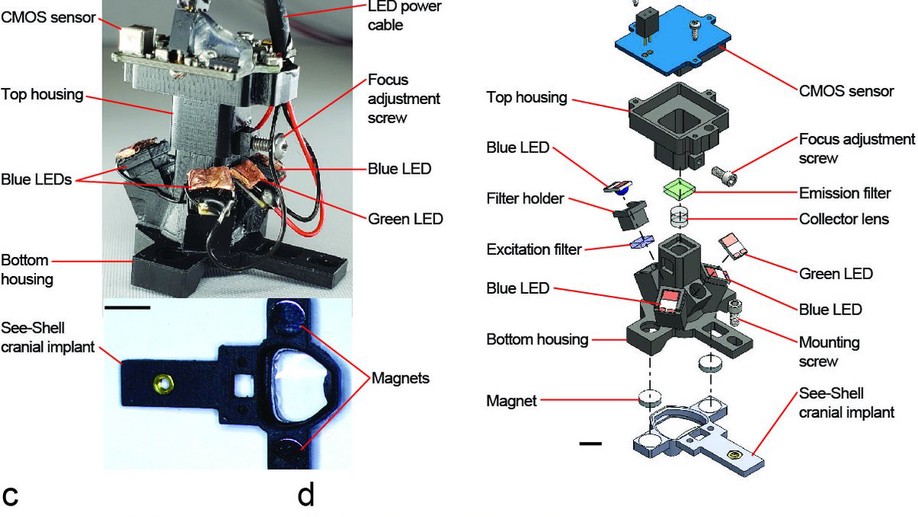 CMOS sensor
LED power
cable
Top housing
Focus
adjustment
screw
Blue LEDs
Blue LED
Green LED
Bottom
housing
See-Shell
cranial implant
Magnets
CMOS sensor
Top housing
Focus adjustment
screw
Blue LED
Filter holder
Emission filter
Collector lens
Excitation filter
Green LED
Blue LED
Blue LED
Bottom housing
Mounting
screw
Magnet
See-Shell
cranial implant
c
d